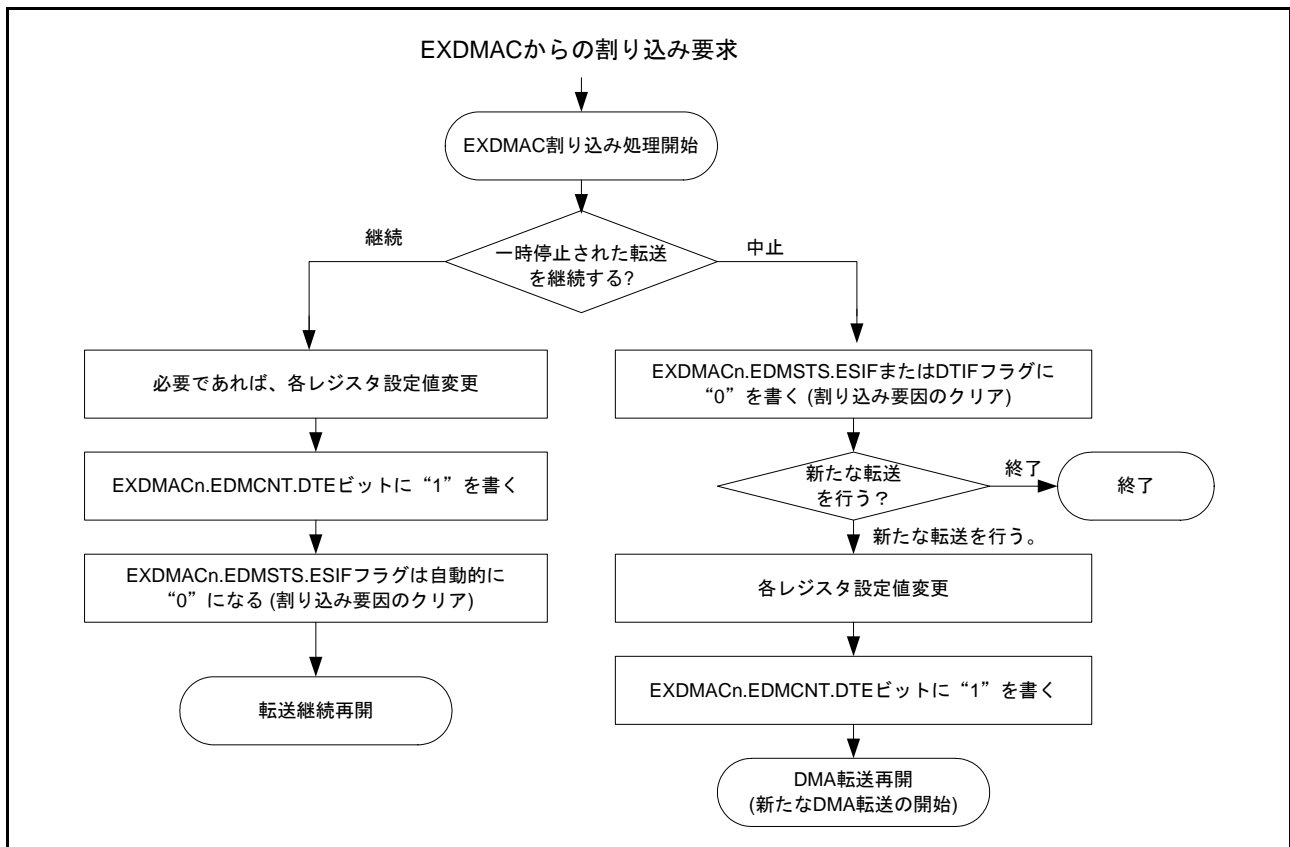 EXDMACからの割り込み要求
EXDMAC割り込み処理開始
継続
一時停止された転送
を継続する?
中止
必要であれば、各レジスタ設定値変更
EXDMACn.EDMCNT.DTEビットに“1”を書く
EXDMACn.EDMSTS.ESIFフラグは自動的に
“0”になる (割り込み要因のクリア)
転送継続再開
EXDMACn.EDMSTS.ESIFまたはDTIFフラグに
“0”を書く (割り込み要因のクリア)
新たな転送
を行う？
終了
終了
新たな転送を行う。
各レジスタ設定値変更
EXDMACn.EDMCNT.DTEビットに“1”を書く
DMA転送再開
(新たなDMA転送の開始)